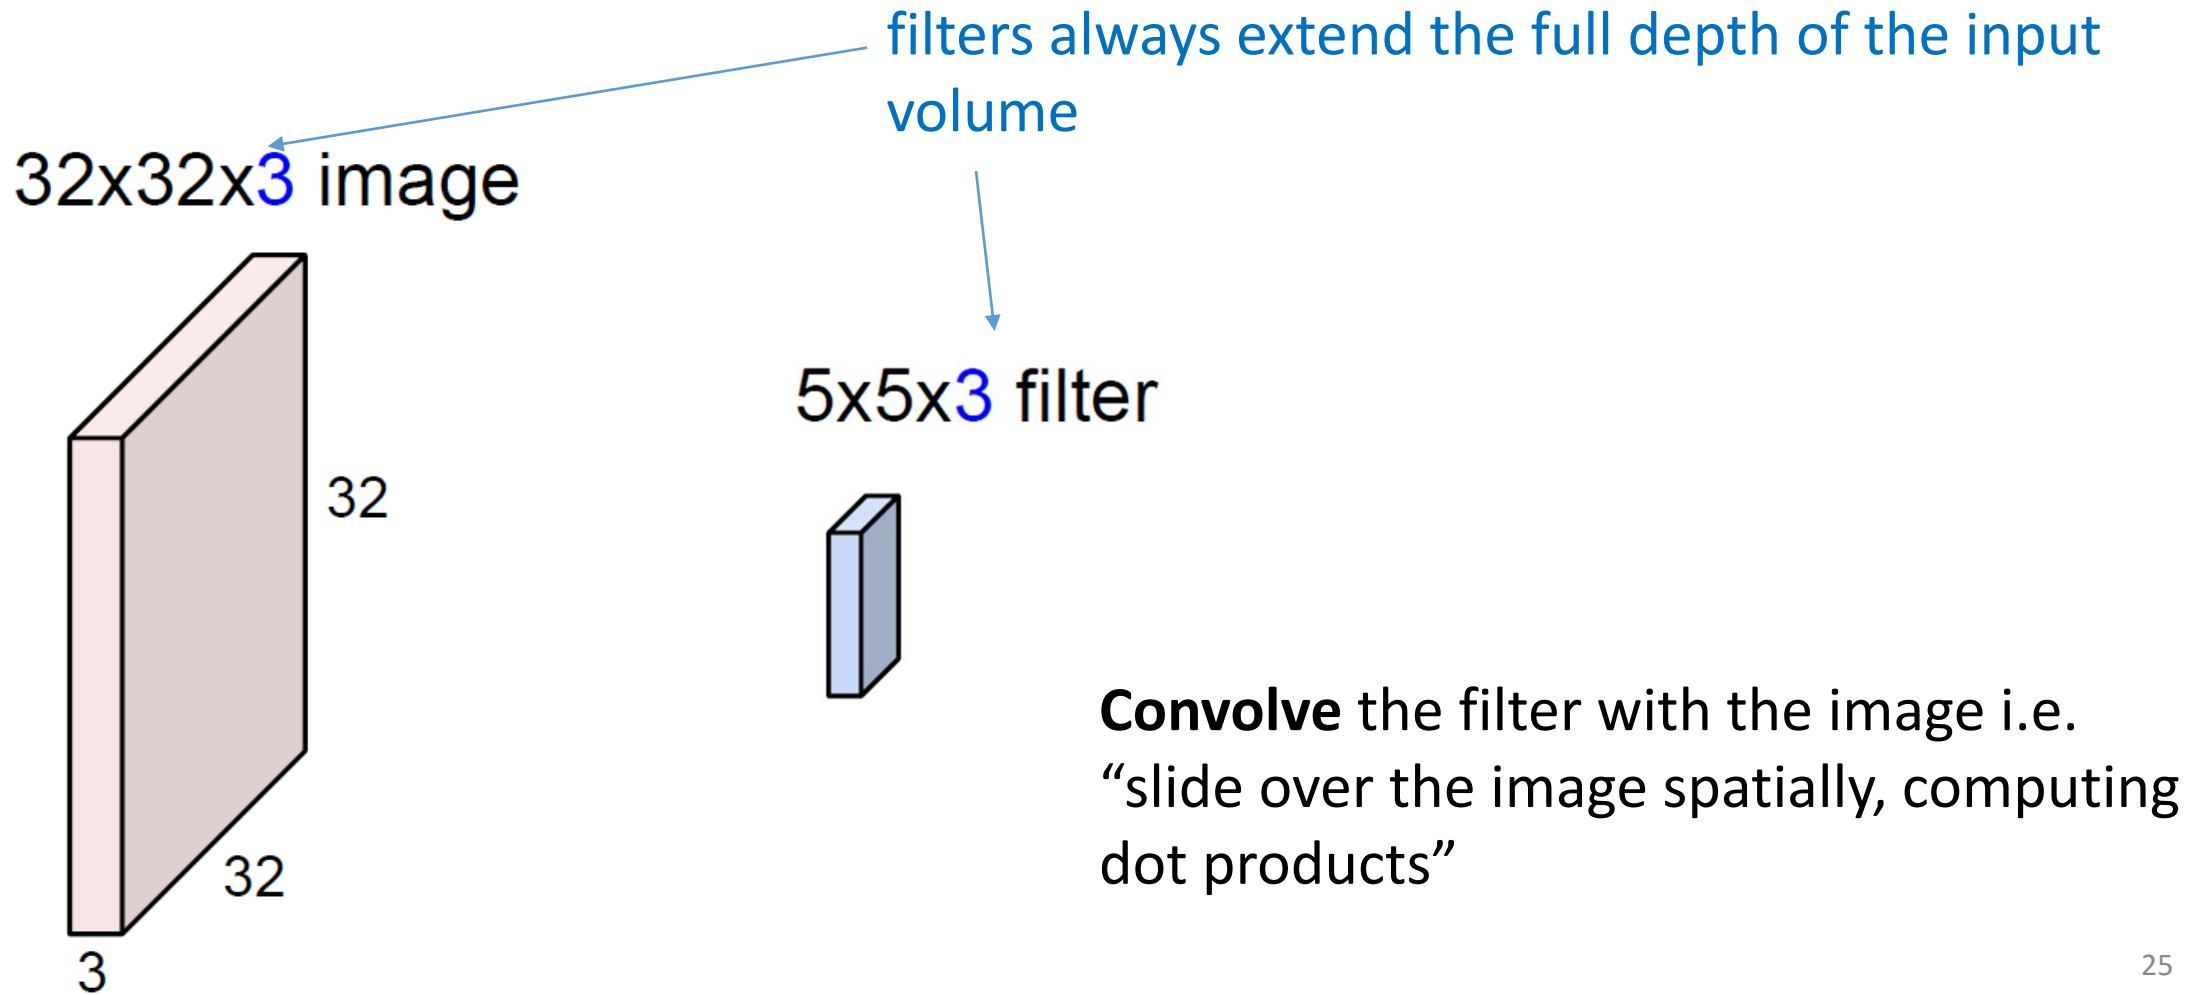 filters always extend the full depth of the input
volume
32x32x3 image
5x5x3 filter
32
32
3
Convolve the filter with the image i.e.
“slide over the image spatially, computing
dot products”
25